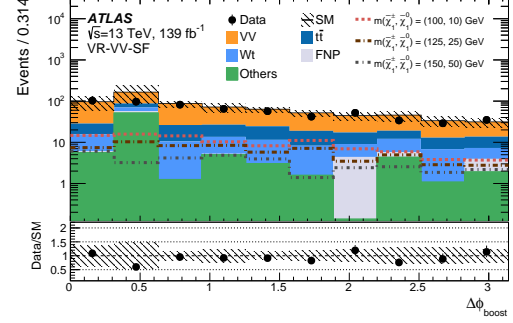 Events / 0.314
10⁴
10³
10²
10
1
ATLAS
√s=13 TeV, 139 fb⁻¹
VR-VV-SF
Data
SM
VV
tt̄
Wt
FNP
Others
m(χ̃₁±, χ̃₁⁰) = (100, 10) GeV
m(χ̃₁±, χ̃₁⁰) = (125, 25) GeV
m(χ̃₁±, χ̃₁⁰) = (150, 50) GeV
Data/SM
2
1.5
1
0.5
0 0.5 1 1.5 2 2.5 3
Δϕ_boost